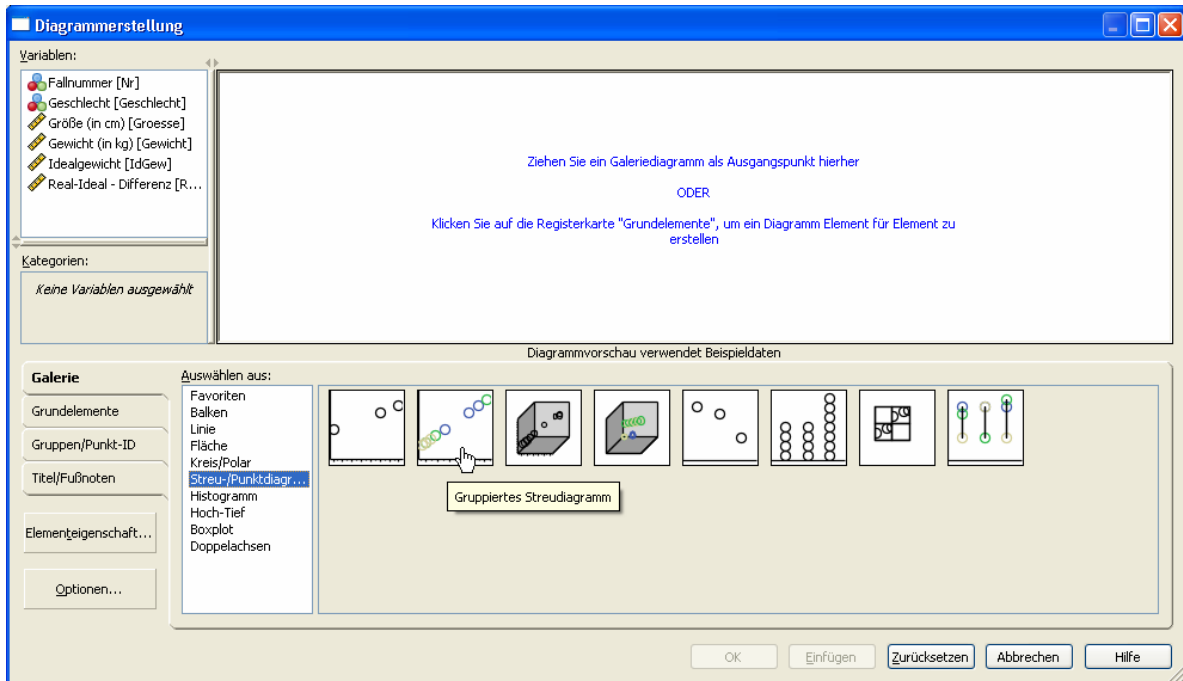 Diagrammerstellung
Variablen:
Fallnummer [Nr]
Geschlecht [Geschlecht]
Größe (in cm) [Groesse]
Gewicht (in kg) [Gewicht]
Idealgewicht [IdGew]
Real-Ideal - Differenz [R...
Ziehen Sie ein Galeriediagramm als Ausgangspunkt hierher
ODER
Klicken Sie auf die Registerkarte "Grundelemente", um ein Diagramm Element für Element zu
erstellen
Kategorien:
Keine Variablen ausgewählt
Diagrammvorschau verwendet Beispieldaten
Galerie
Grundelemente
Gruppen/Punkt-ID
Titel/Fußnoten
Elementeigenschaft...
Optionen...
Auswählen aus:
Favoriten
Balken
Linie
Fläche
Kreis/Polar
Streu-/Punktdiagr...
Histogramm
Hoch-Tief
Boxplot
Doppelachsen
Gruppiertes Streudiagramm
OK
Einfügen
Zurücksetzen
Abbrechen
Hilfe